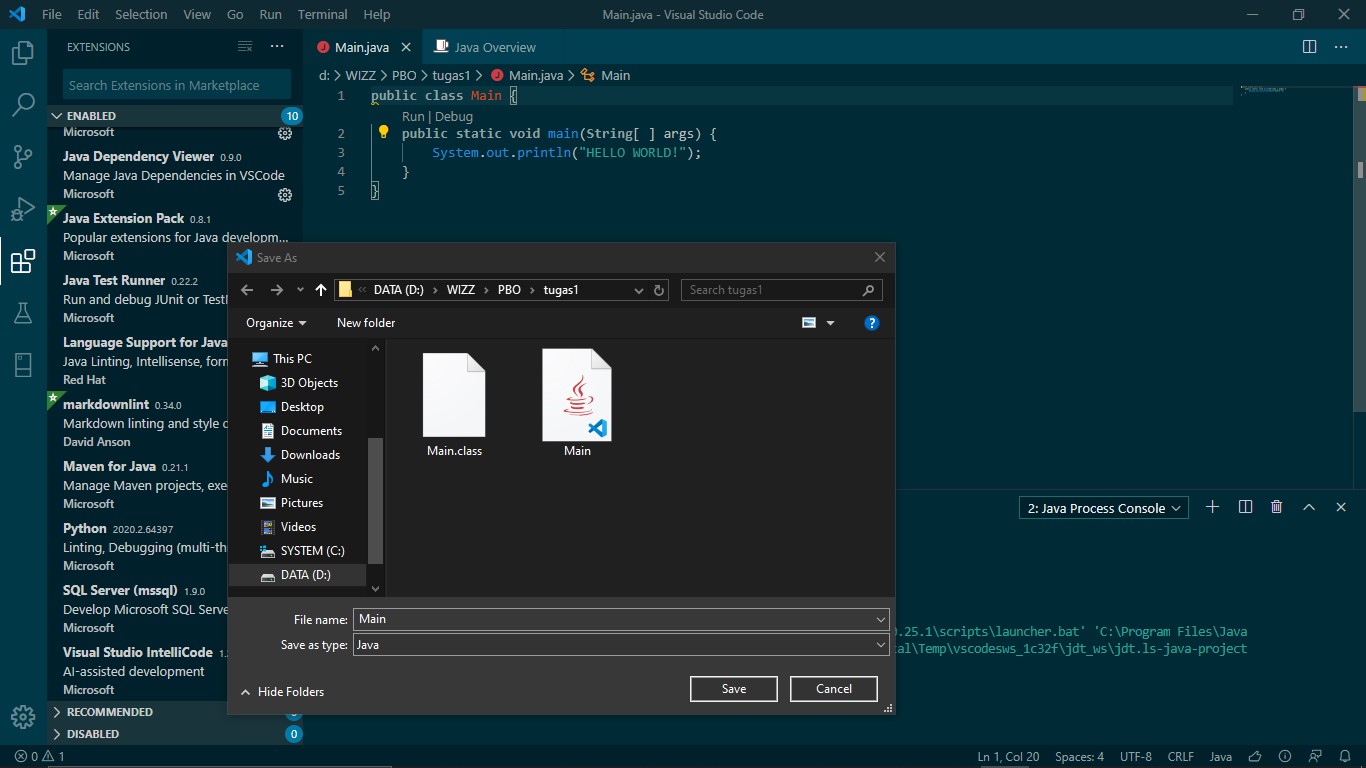 File Edit Selection View Go Run Terminal Help
Main.java - Visual Studio Code
EXTENSIONS
Search Extensions in Marketplace
ENABLED 10
Microsoft
Java Dependency Viewer 0.9.0
Manage Java Dependencies in VSCode
Microsoft
Java Extension Pack 0.8.1
Popular extensions for Java developm...
Microsoft
Java Test Runner 0.22.2
Run and debug JUnit or Test
Microsoft
Language Support for Java
Java Linting, Intellisense, for
Red Hat
markdownlint 0.34.0
Markdown linting and style
David Anson
Maven for Java 0.21.1
Manage Maven projects, exe
Microsoft
Python 2020.2.64397
Linting, Debugging (multi-th
Microsoft
SQL Server (mssql) 1.9.0
Develop Microsoft SQL Serve
Microsoft
Visual Studio IntelliCode 1.
AI-assisted development
Microsoft
RECOMMENDED
DISABLED 0
Main.java Java Overview
d: > WIZZ > PBO > tugas1 > Main.java > Main
1 public class Main {
Run | Debug
2 public static void main(String[ ] args) {
3 System.out.println("HELLO WORLD!");
4 }
5 }
Save As
DATA (D:) > WIZZ > PBO > tugas1
Search tugas1
Organize New folder
This PC
3D Objects
Desktop
Documents
Downloads
Music
Pictures
Videos
SYSTEM (C:)
DATA (D:)
Main.class
Main
File name: Main
Save as type: Java
Hide Folders
Save Cancel
2: Java Process Console
.25.1\scripts\launcher.bat' 'C:\Program Files\Java
al\Temp\vscodesws_1c32f\jdt_ws\jdt.ls-java-project
0 1
Ln 1, Col 20 Spaces: 4 UTF-8 CRLF Java